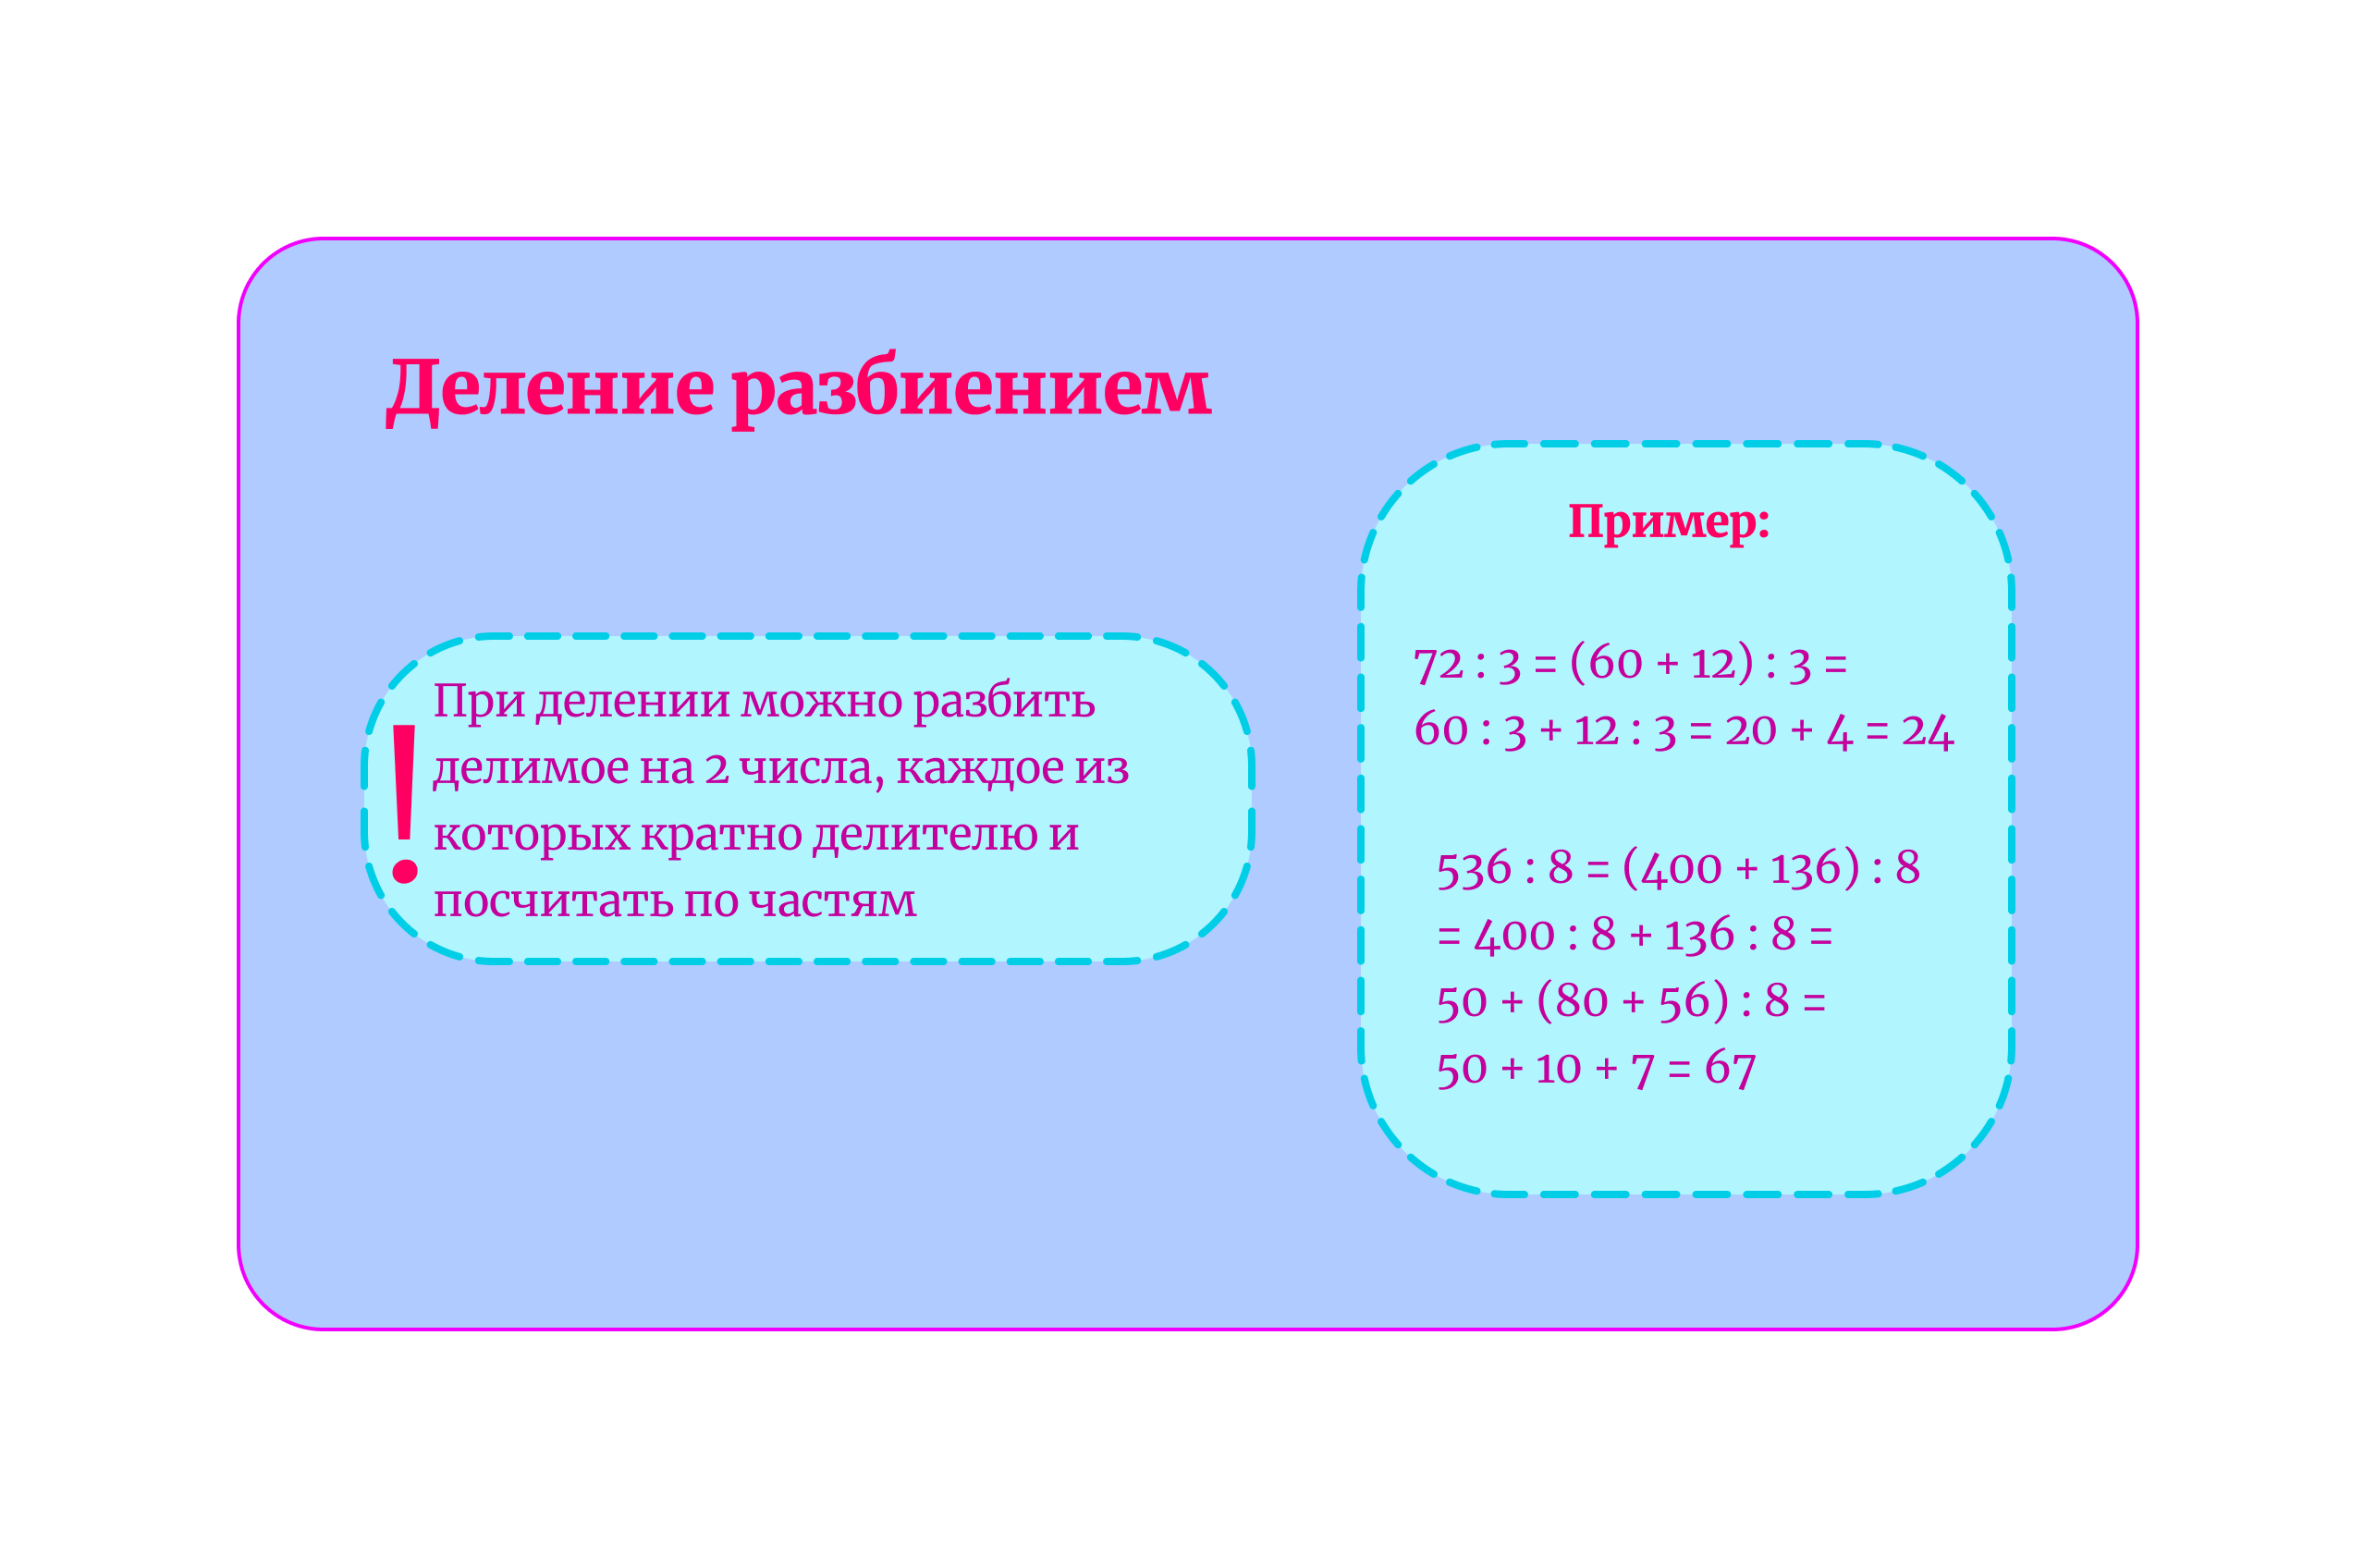 Деление разбиением
!
При делении можно разбить
делимое на 2 числа, каждое из
которых кратно делителю и
посчитать по частям
Пример:
72 : 3 = (60 + 12) : 3 =
60 : 3 + 12 : 3 = 20 + 4 = 24
536 : 8 = (400 + 136) : 8
= 400 : 8 + 136 : 8 =
50 + (80 + 56) : 8 =
50 + 10 + 7 = 67